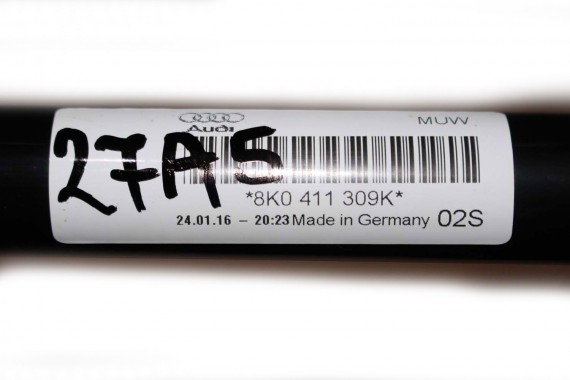 MUW
Audi
27A5
*8K0 411 309K*
24.01.16 – 20:23 Made in Germany 02S